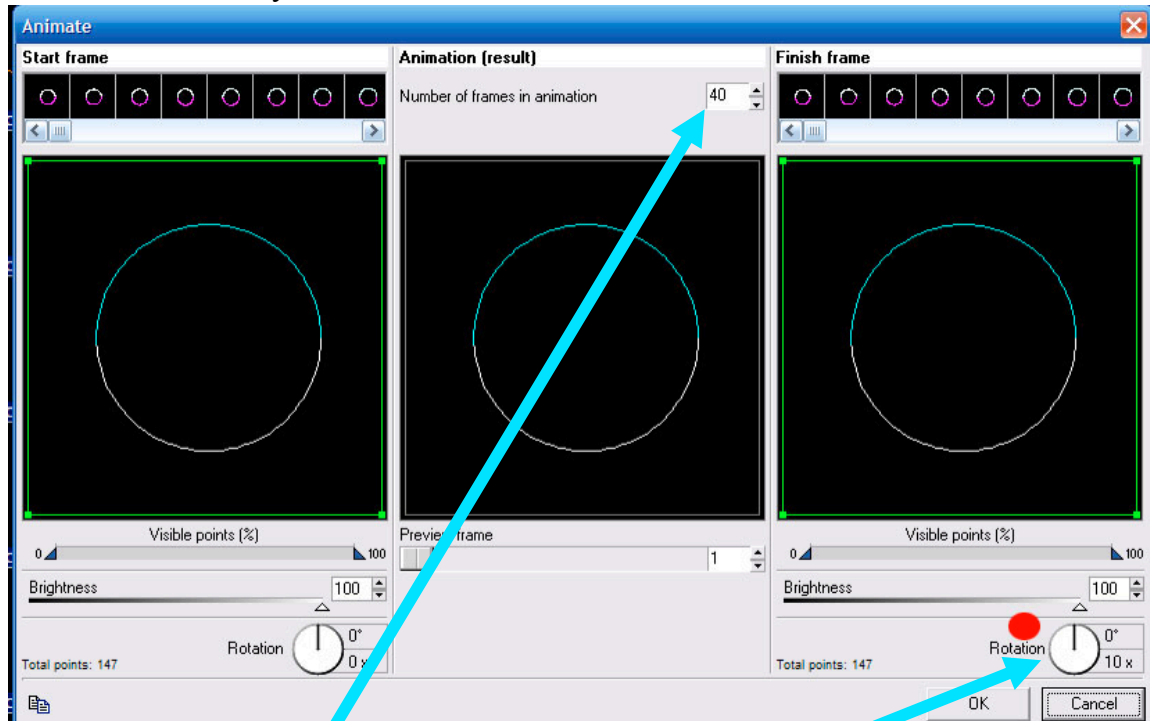 Animate
Start frame
Animation (result)
Finish frame
Number of frames in animation
40
Visible points (%)
0
100
Brightness
100
Rotation
0°
0 x
Total points: 147
Preview frame
1
Visible points (%)
0
100
Brightness
100
Rotation
0°
10 x
Total points: 147
OK
Cancel